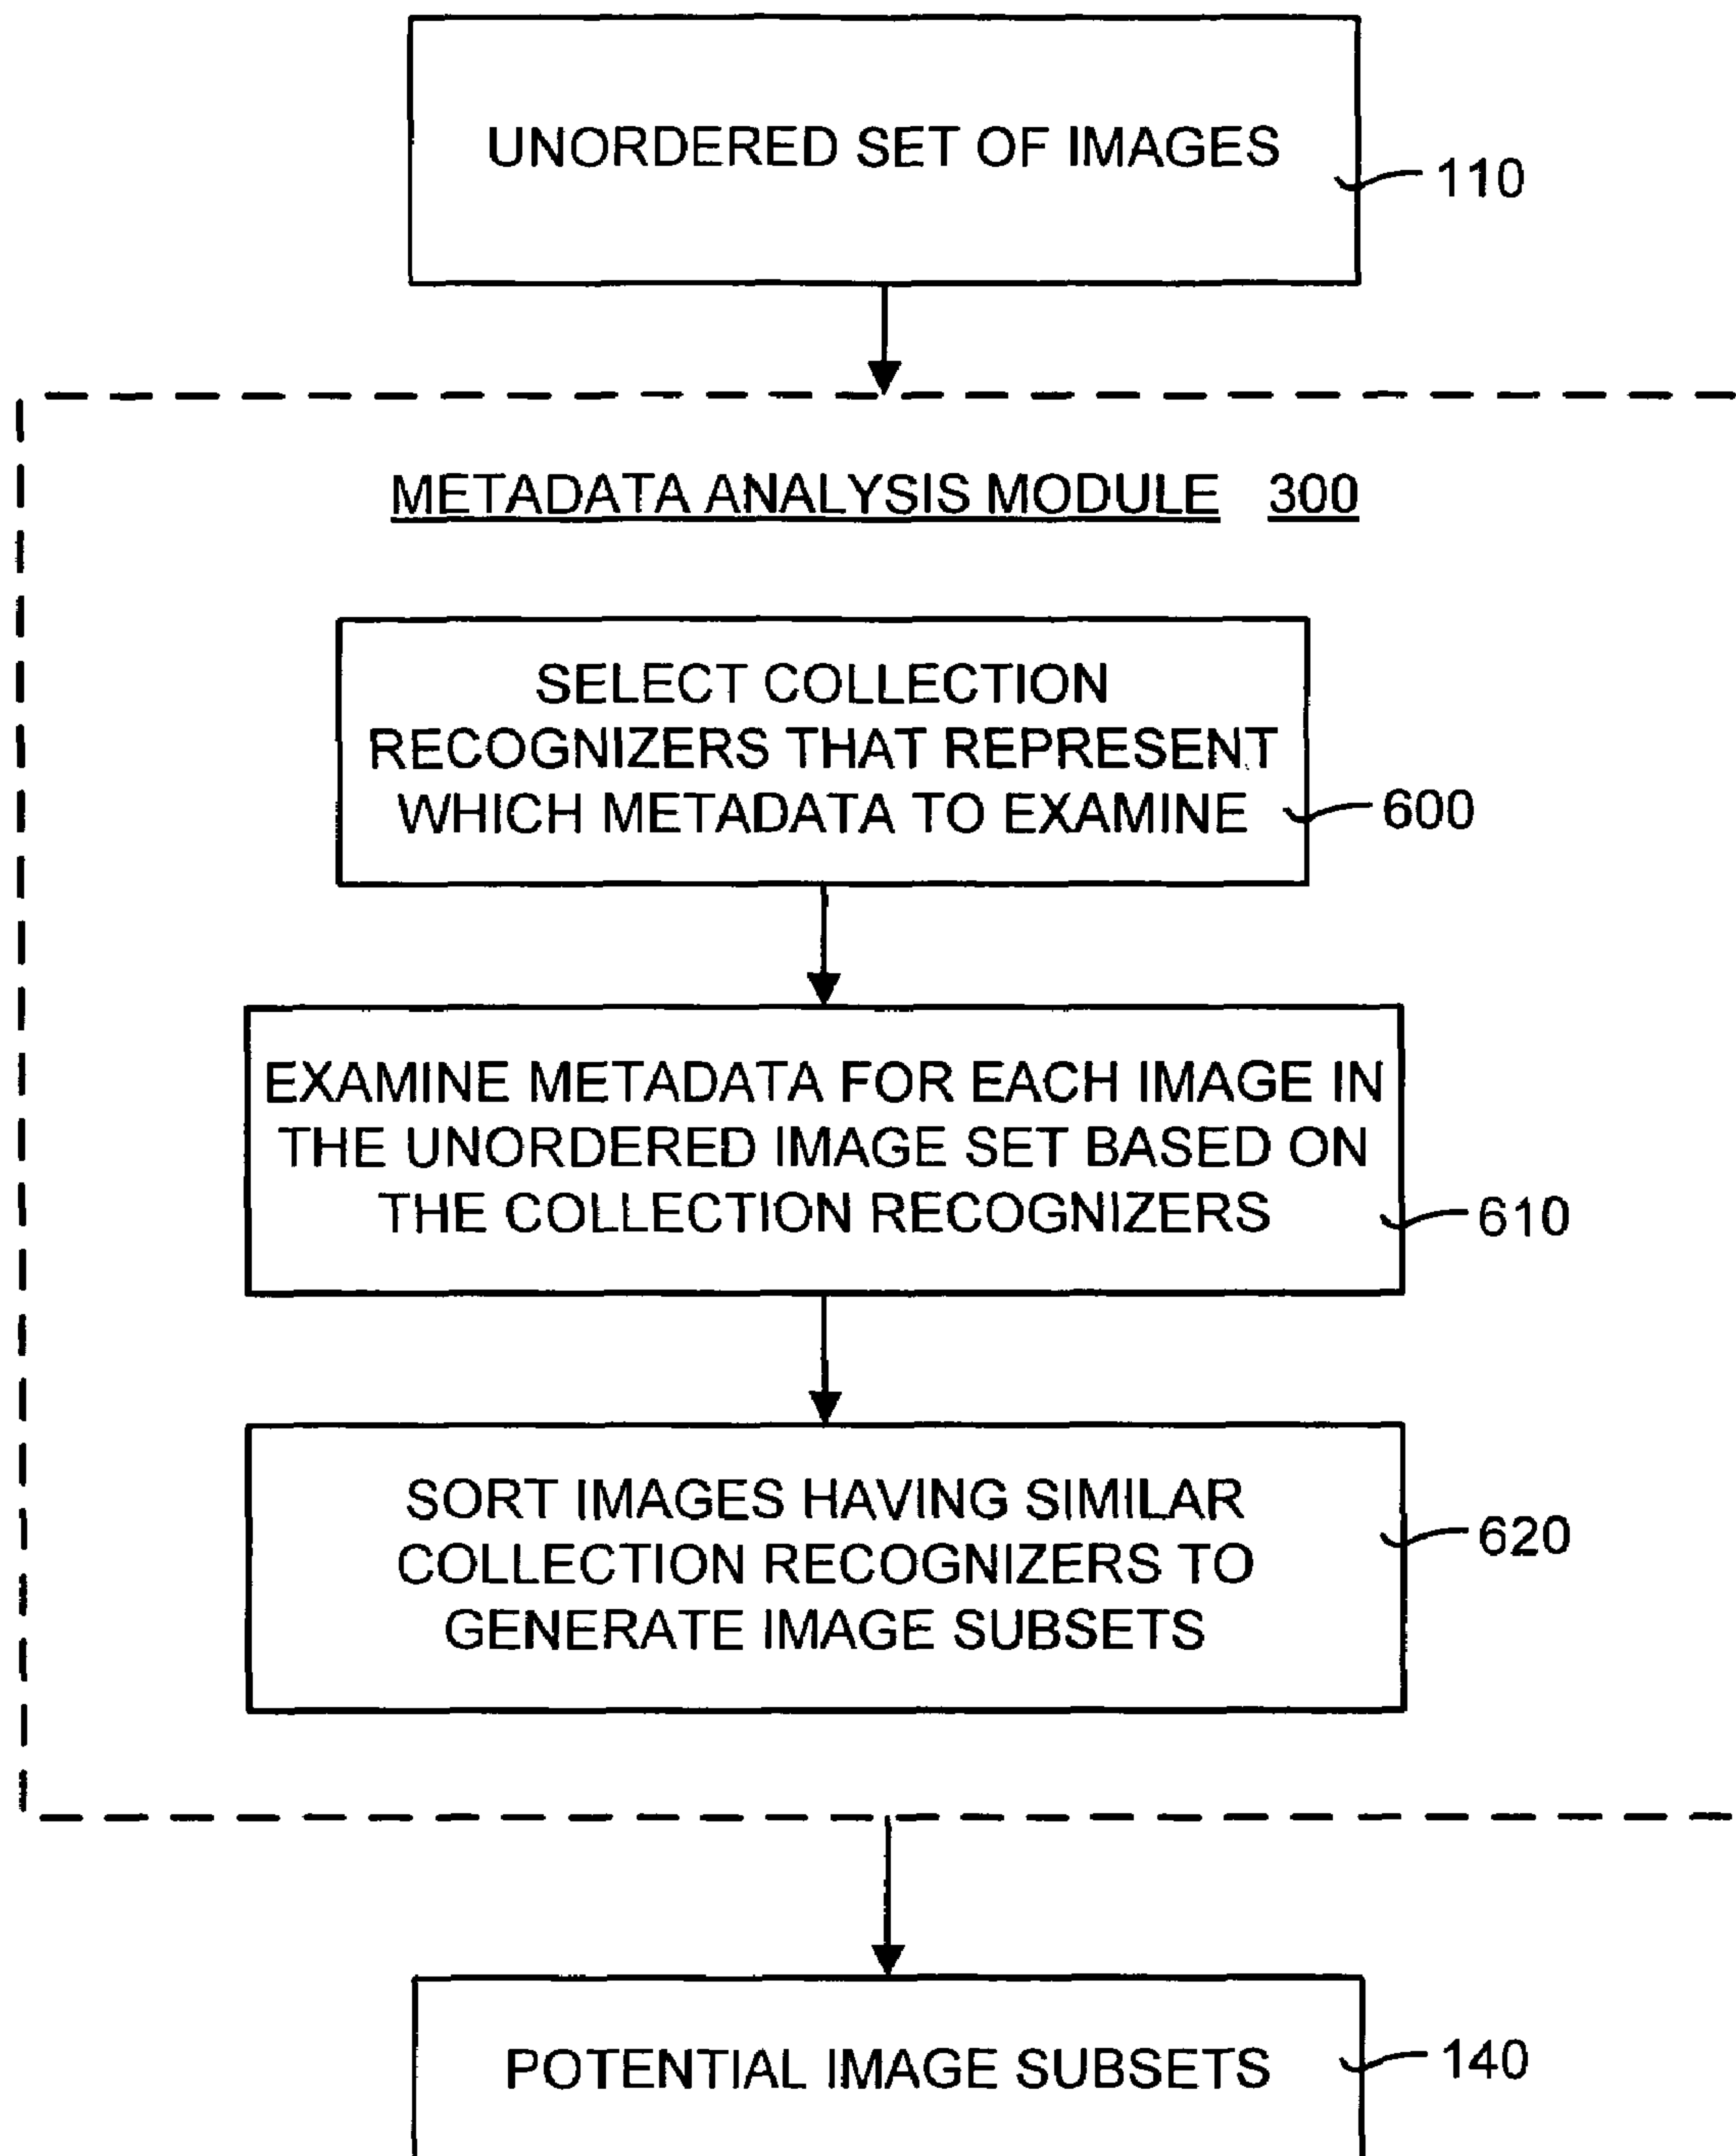 UNORDERED SET OF IMAGES
110
METADATA ANALYSIS MODULE 300
SELECT COLLECTION
RECOGNIZERS THAT REPRESENT
WHICH METADATA TO EXAMINE
600
EXAMINE METADATA FOR EACH IMAGE IN
THE UNORDERED IMAGE SET BASED ON
THE COLLECTION RECOGNIZERS
610
SORT IMAGES HAVING SIMILAR
COLLECTION RECOGNIZERS TO
GENERATE IMAGE SUBSETS
620
POTENTIAL IMAGE SUBSETS
140